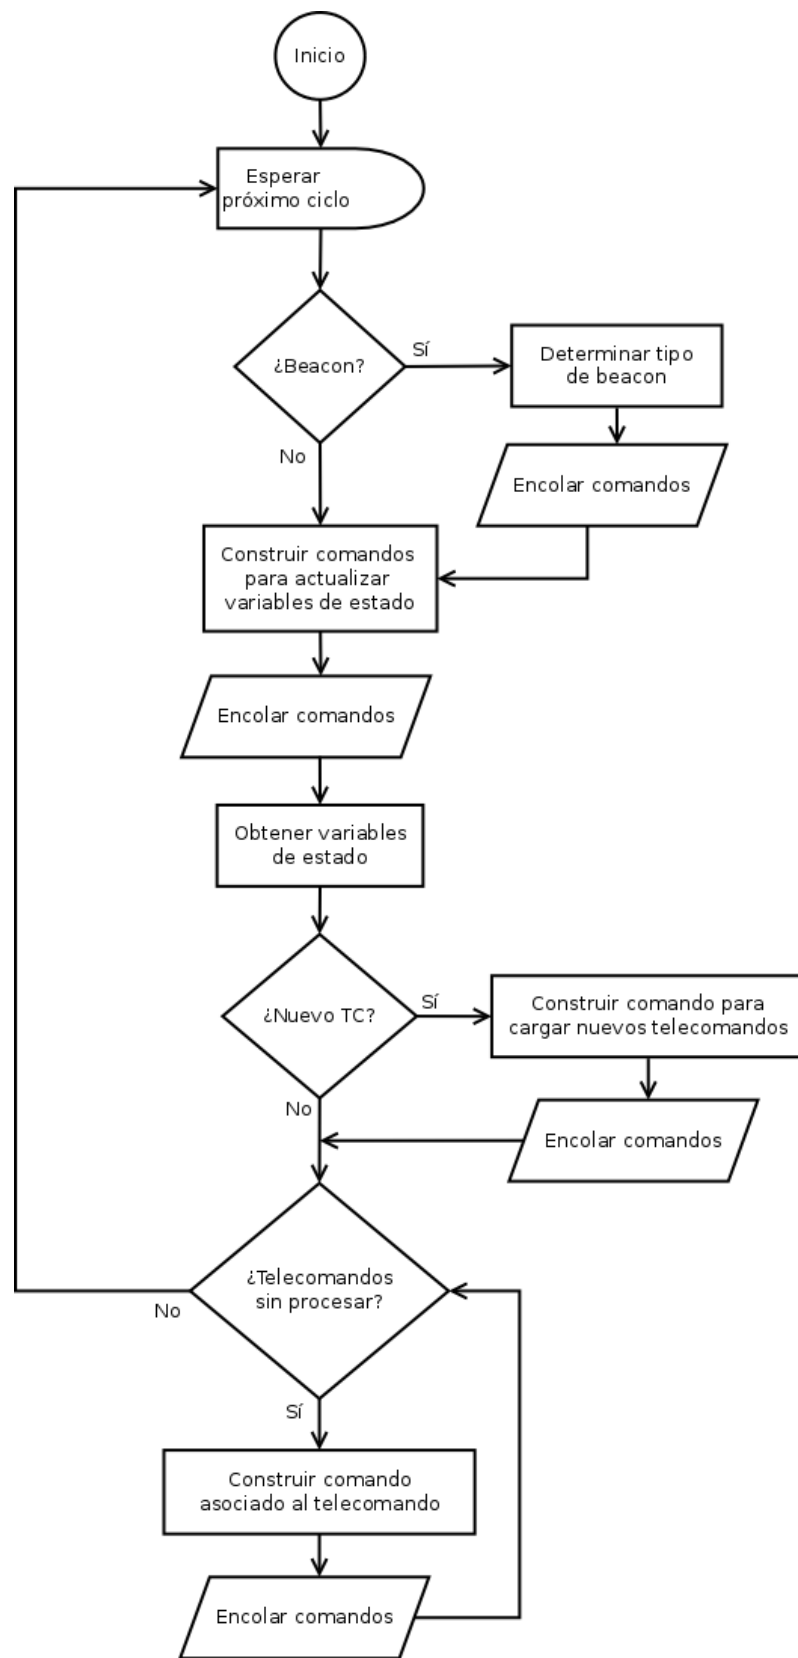 Inicio
Esperar
próximo ciclo
¿Beacon?
Sí
Determinar tipo
de beacon
Encolar comandos
No
Construir comandos
para actualizar
variables de estado
Encolar comandos
Obtener variables
de estado
¿Nuevo TC?
Sí
Construir comando para
cargar nuevos telecomandos
Encolar comandos
No
¿Telecomandos
sin procesar?
No
Sí
Construir comando
asociado al telecomando
Encolar comandos